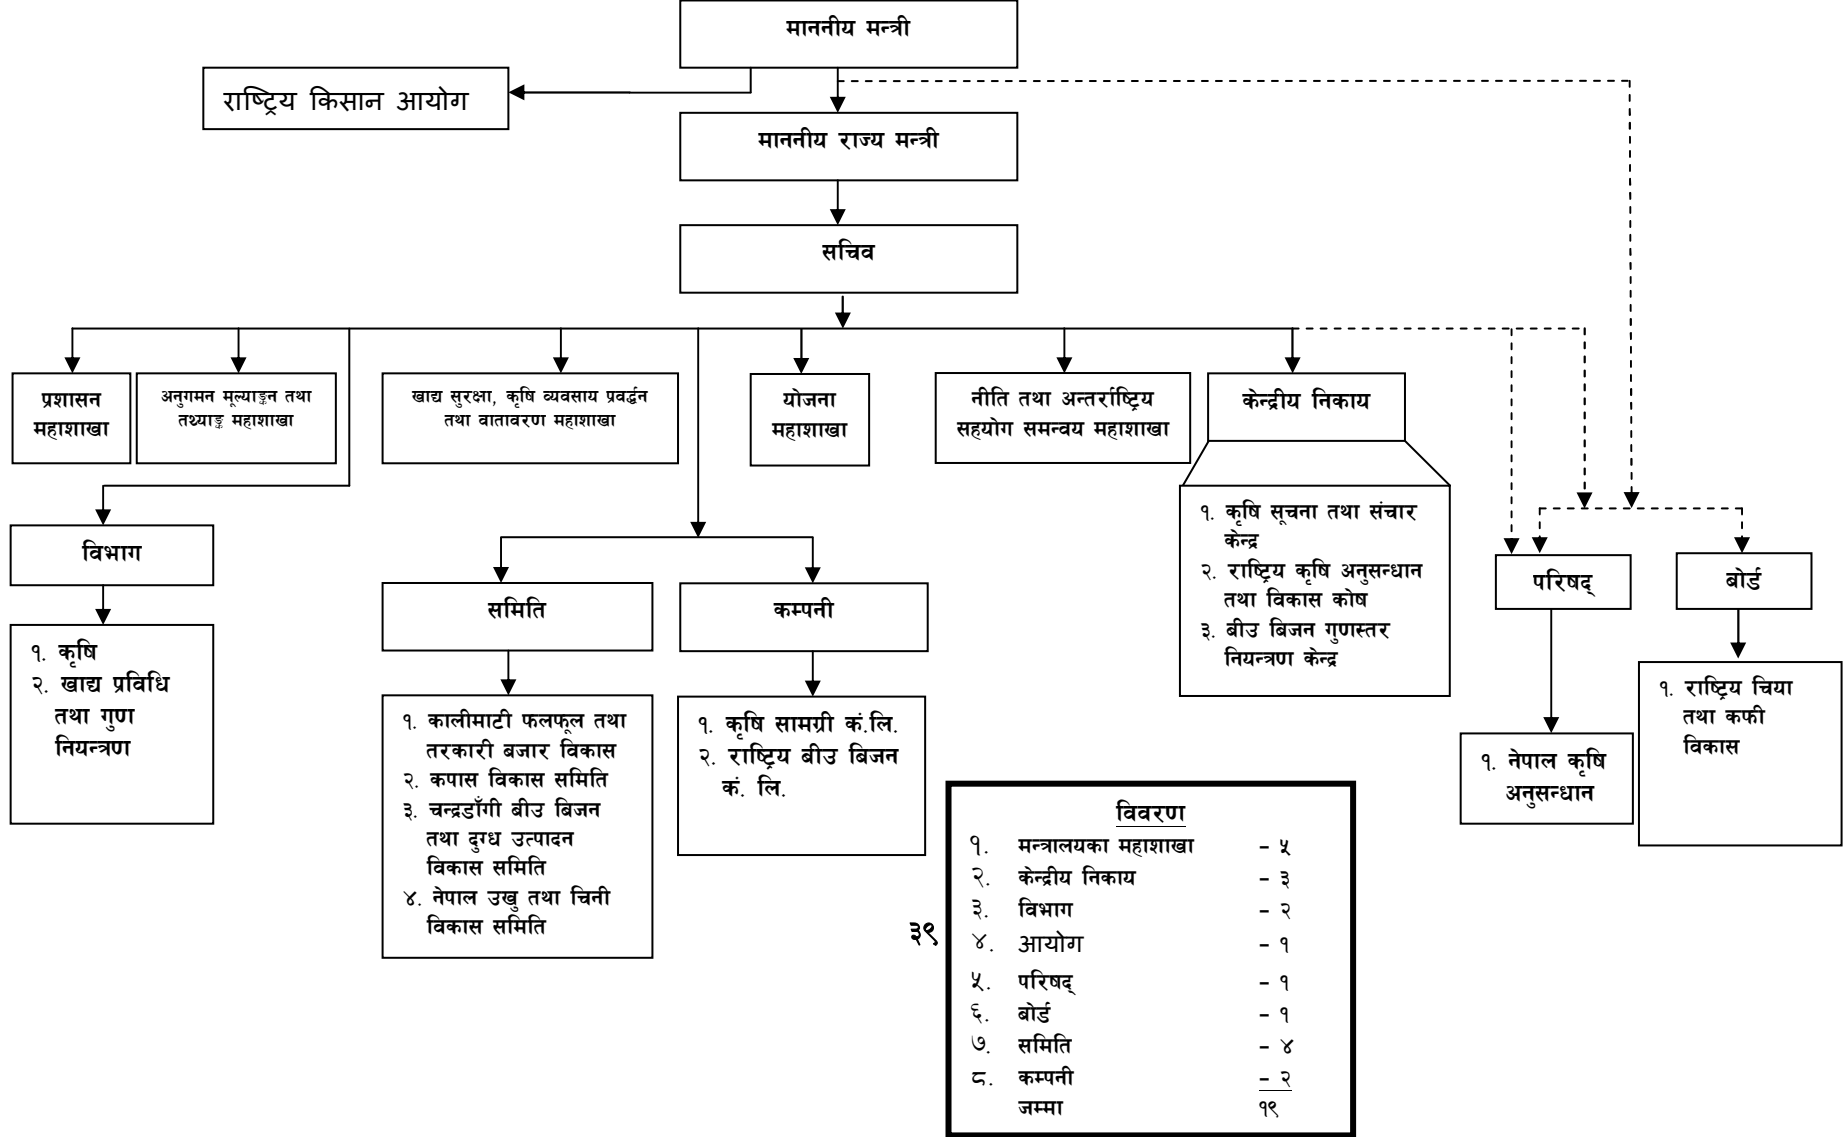 माननीय मन्त्री
राष्ट्रिय किसान आयोग
माननीय राज्य मन्त्री
सचिव
प्रशासन
महाशाखा
अनुगमन मूल्याङ्कन तथा
तथ्याङ्क महाशाखा
खाद्य सुरक्षा, कृषि व्यवसाय प्रवर्द्धन
तथा वातावरण महाशाखा
योजना
महाशाखा
नीति तथा अन्तर्राष्ट्रिय
सहयोग समन्वय महाशाखा
केन्द्रीय निकाय
१. कृषि सूचना तथा संचार
केन्द्र
२. राष्ट्रिय कृषि अनुसन्धान
तथा विकास कोष
३. बीउ बिजन गुणस्तर
नियन्त्रण केन्द्र
विभाग
१. कृषि
२. खाद्य प्रविधि
तथा गुण
नियन्त्रण
समिति
१. कालीमाटी फलफूल तथा
तरकारी बजार विकास
२. कपास विकास समिति
३. चन्द्रडाँगी बीउ बिजन
तथा दुग्ध उत्पादन
विकास समिति
४. नेपाल उखु तथा चिनी
विकास समिति
कम्पनी
१. कृषि सामग्री कं.लि.
२. राष्ट्रिय बीउ बिजन
कं. लि.
परिषद्
१. नेपाल कृषि
अनुसन्धान
बोर्ड
१. राष्ट्रिय चिया
तथा कफी
विकास
३९
विवरण
१. मन्त्रालयका महाशाखा - ५
२. केन्द्रीय निकाय - ३
३. विभाग - २
४. आयोग - १
५. परिषद् - १
६. बोर्ड - १
७. समिति - ४
८. कम्पनी - २
जम्मा १९